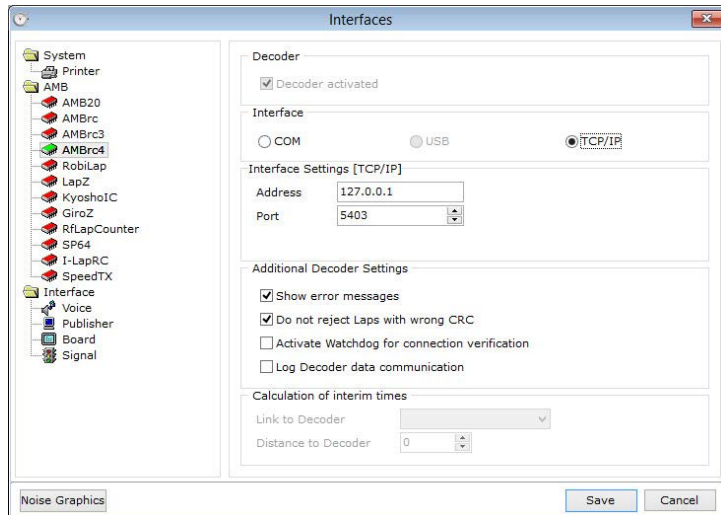 Interfaces
System
Printer
AMB
AMB20
AMBrc
AMBrc3
AMBrc4
RobiLap
LapZ
KyoshoIC
GiroZ
RfLapCounter
SP64
I-LapRC
SpeedTX
Interface
Voice
Publisher
Board
Signal
Decoder
Decoder activated
Interface
COM USB TCP/IP
Interface Settings [TCP/IP]
Address 127.0.0.1
Port 5403
Additional Decoder Settings
Show error messages
Do not reject Laps with wrong CRC
Activate Watchdog for connection verification
Log Decoder data communication
Calculation of interim times
Link to Decoder
Distance to Decoder 0
Noise Graphics Save Cancel